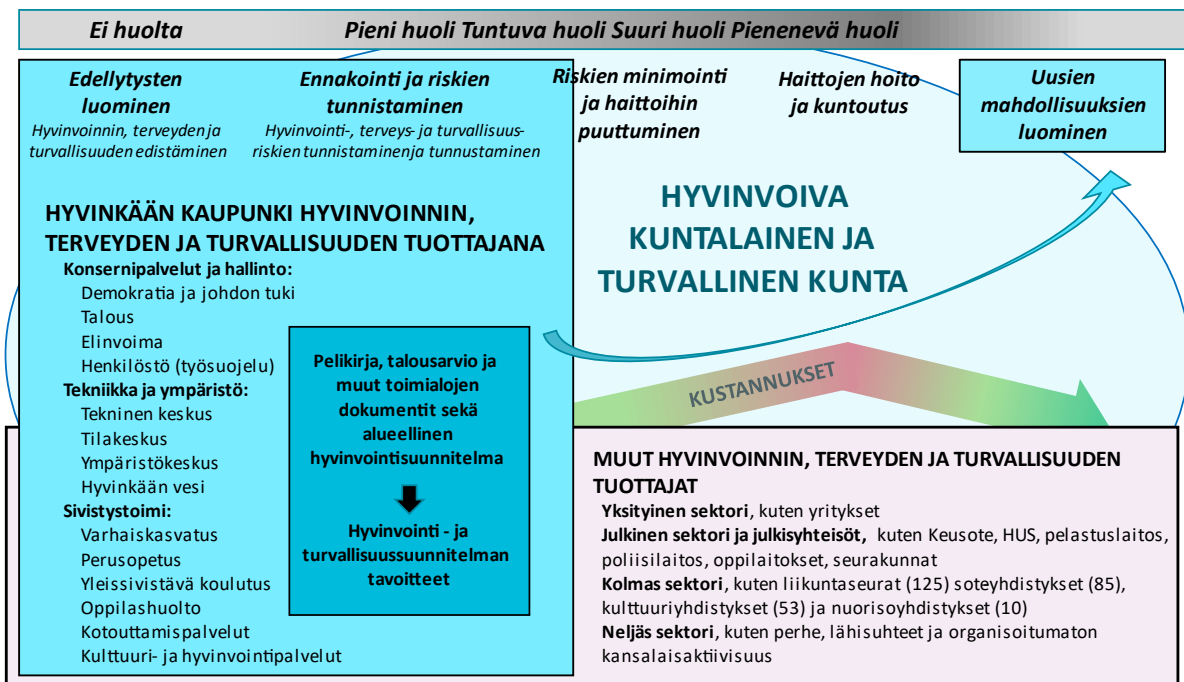 Ei huolta
Pieni huoli Tuntuva huoli Suuri huoli Pienenevä huoli
Edellytysten
luominen
Hyvinvoinnin, terveyden ja
turvallisuuden edistäminen
Ennakointi ja riskien
tunnistaminen
Hyvinvointi-, terveys- ja turvallisuus-
riskien tunnistaminen ja tunnustaminen
Riskien minimointi
ja haittoihin
puuttuminen
Haittojen hoito
ja kuntoutus
Uusien
mahdollisuuksien
luominen
HYVINVOIVA
KUNTALAINEN JA
TURVALLINEN KUNTA
HYVINKÄÄN KAUPUNKI HYVINVOINNIN,
TERVEYDEN JA TURVALLISUUDEN TUOTTAJANA
Konsernipalvelut ja hallinto:
Demokratia ja johdon tuki
Talous
Elinvoima
Henkilöstö (työsuojelu)
Tekniikka ja ympäristö:
Tekninen keskus
Tilakeskus
Ympäristökeskus
Hyvinkään vesi
Sivistystoimi:
Varhaiskasvatus
Perusopetus
Yleissivistävä koulutus
Oppilashuolto
Kotouttamispalvelut
Kulttuuri- ja hyvinvointipalvelut
Pelikirja, talousarvio ja
muut toimialojen
dokumentit sekä
alueellinen
hyvinvointisuunnitelma
Hyvinvointi - ja
turvallisuussuunnitelman
tavoitteet
KUSTANNUKSET
MUUT HYVINVOINNIN, TERVEYDEN JA TURVALLISUUDEN
TUOTTAJAT
Yksityinen sektori, kuten yritykset
Julkinen sektori ja julkisyhteisöt, kuten Keusote, HUS, pelastuslaitos,
poliisilaitos, oppilaitokset, seurakunnat
Kolmas sektori, kuten liikuntaseurat (125) soteyhdistykset (85),
kulttuuriyhdistykset (53) ja nuorisoyhdistykset (10)
Neljäs sektori, kuten perhe, lähisuhteet ja organisoitumaton
kansalaisaktiivisuus